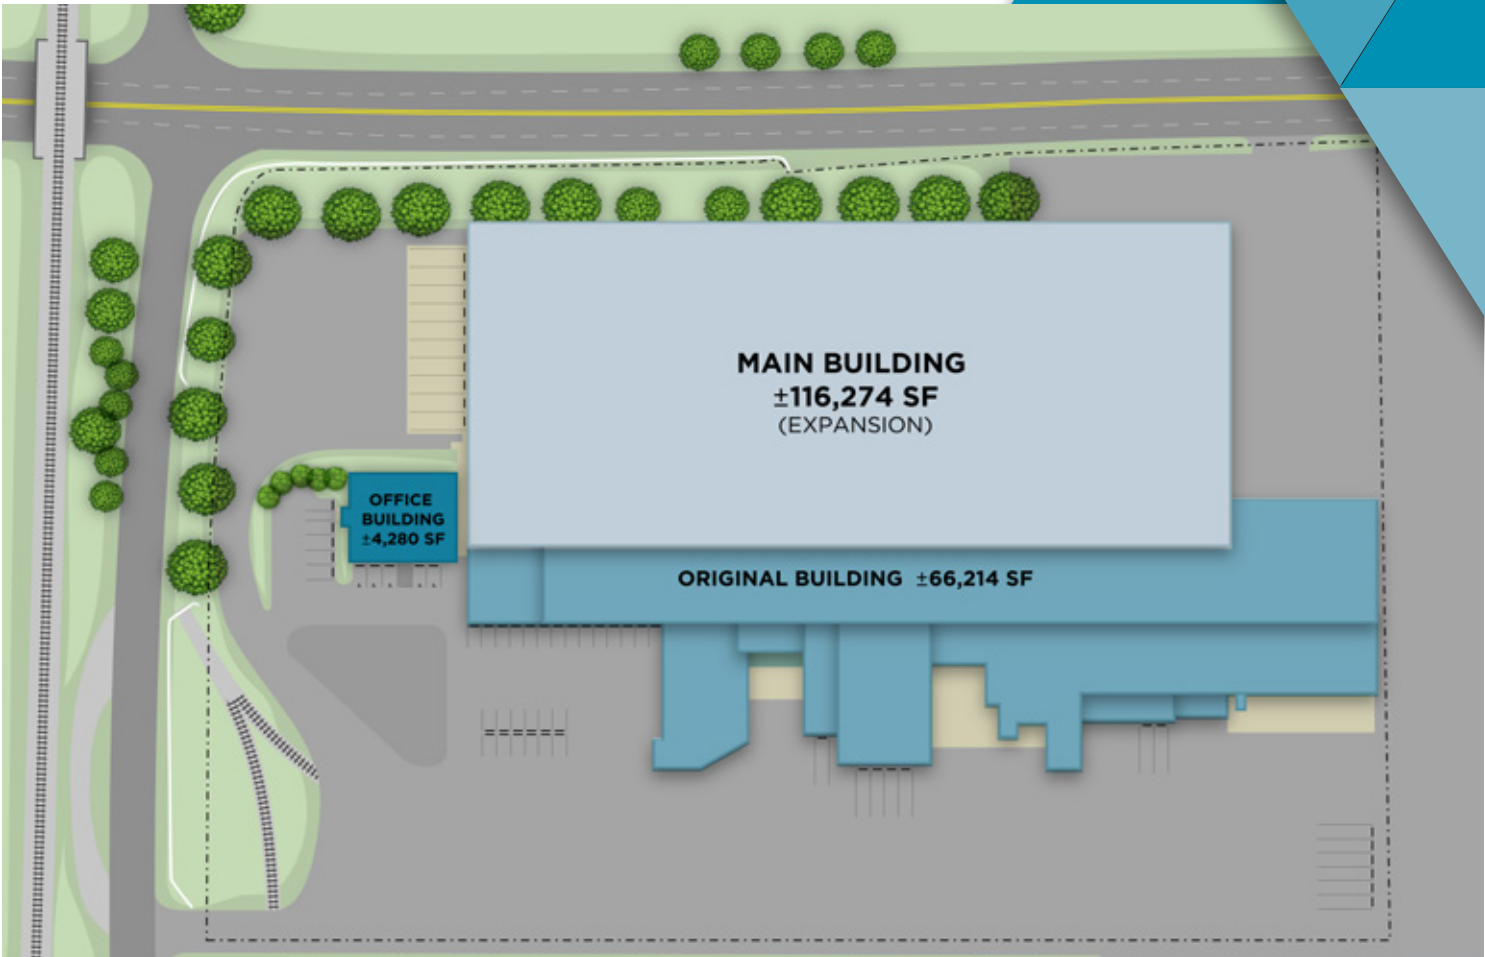 MAIN BUILDING
±116,274 SF
(EXPANSION)
OFFICE
BUILDING
±4,280 SF
ORIGINAL BUILDING ±66,214 SF